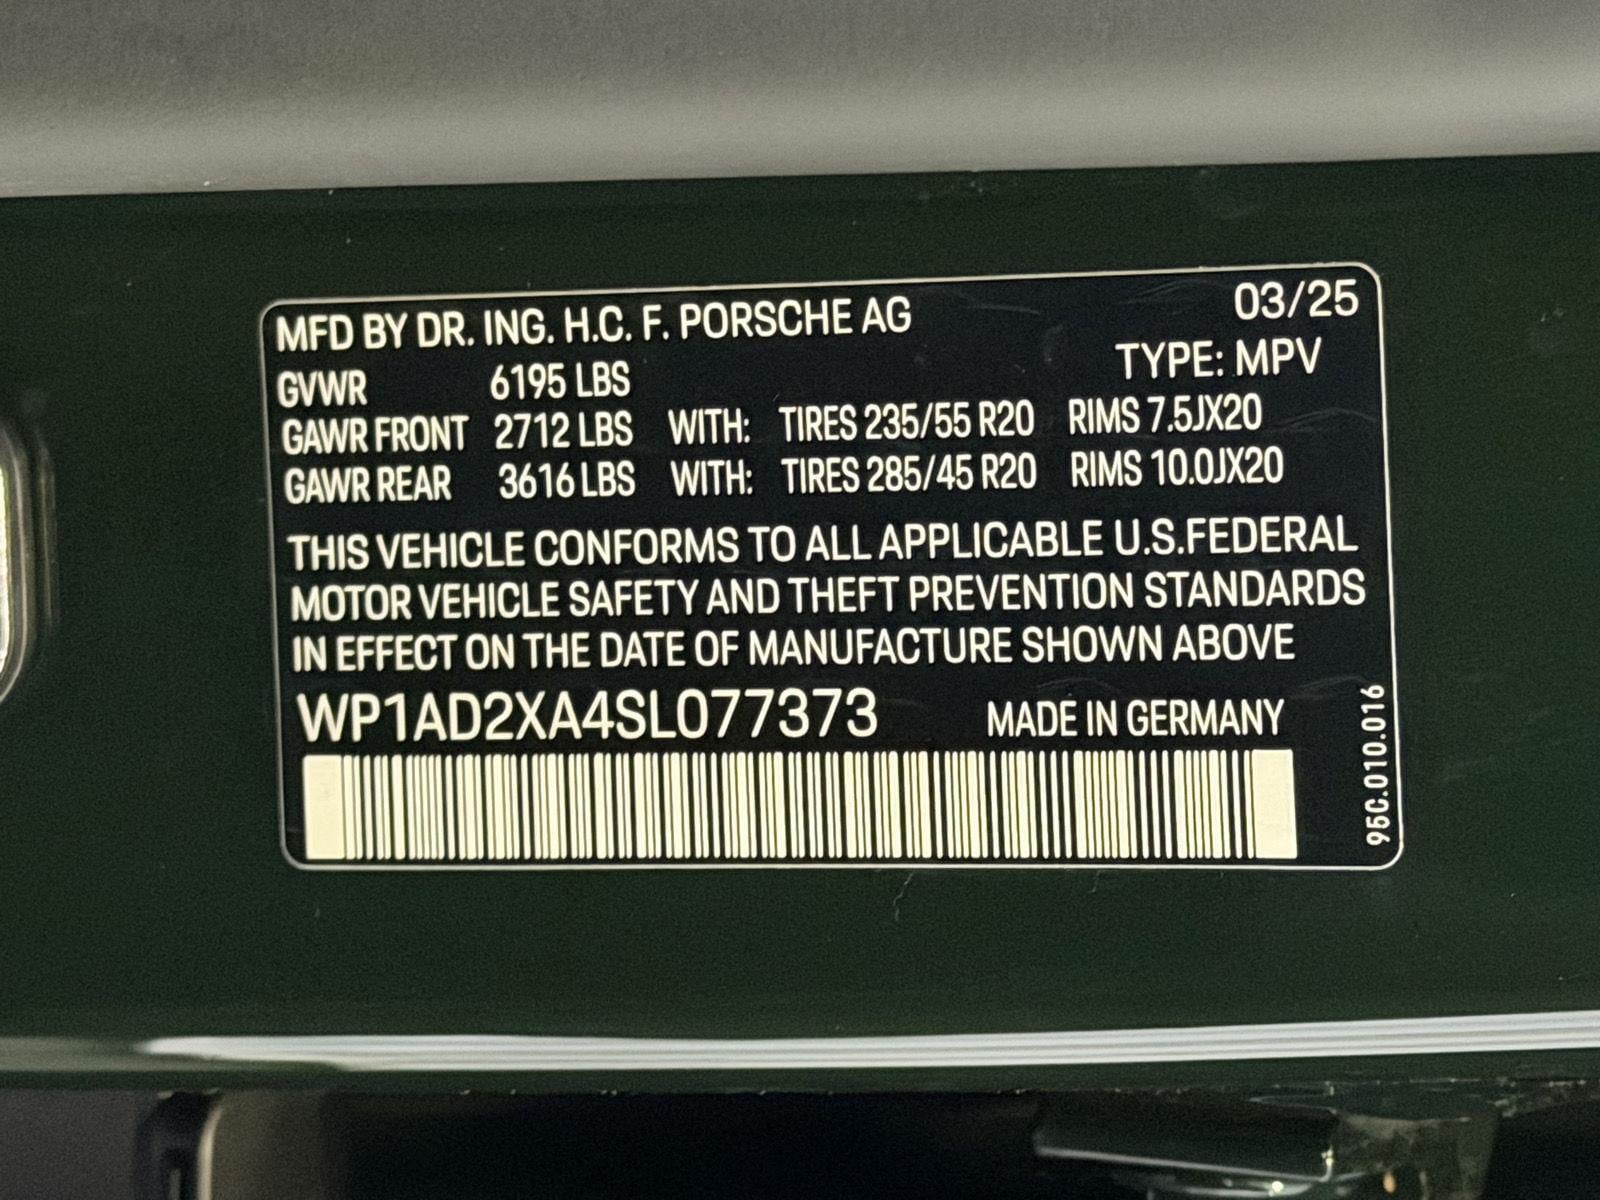 MFD BY DR. ING. H.C. F. PORSCHE AG 03/25
GVWR 6195 LBS TYPE: MPV
GAWR FRONT 2712 LBS WITH: TIRES 235/55 R20 RIMS 7.5JX20
GAWR REAR 3616 LBS WITH: TIRES 285/45 R20 RIMS 10.0JX20
THIS VEHICLE CONFORMS TO ALL APPLICABLE U.S.FEDERAL
MOTOR VEHICLE SAFETY AND THEFT PREVENTION STANDARDS
IN EFFECT ON THE DATE OF MANUFACTURE SHOWN ABOVE
WP1AD2XA4SL077373 MADE IN GERMANY
95C.010.016